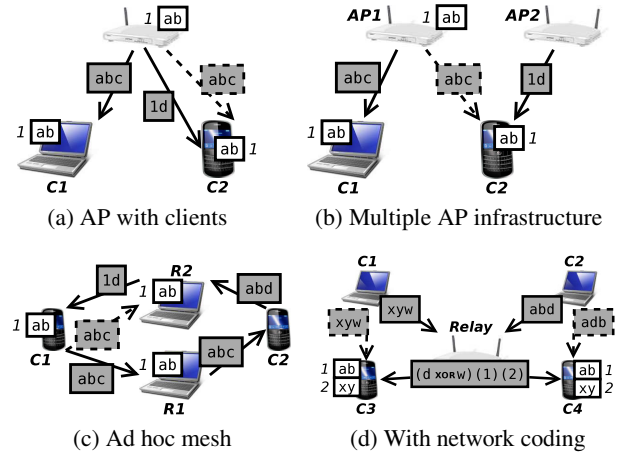 1 ab
abc
1d
abc
1 ab
ab 1
C1
C2
(a) AP with clients
AP1
1 ab
AP2
abc
abc
1d
1 ab
ab 1
C1
C2
(b) Multiple AP infrastructure
R2
1d
1 ab
abd
1 ab
abc
C1
C2
abc
1 ab
abc
R1
(c) Ad hoc mesh
C1
C2
xyw
xyw
Relay
abd
adb
1 ab
2 xy
(d XOR w)(1)(2)
ab 1
xy 2
C3
C4
(d) With network coding